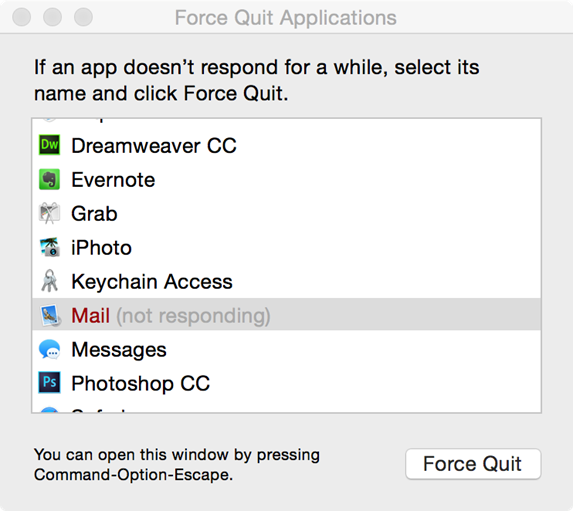 Force Quit Applications
If an app doesn’t respond for a while, select its
name and click Force Quit.
Dw Dreamweaver CC
Evernote
Grab
iPhoto
Keychain Access
Mail (not responding)
Messages
Ps Photoshop CC
You can open this window by pressing
Command-Option-Escape.
Force Quit